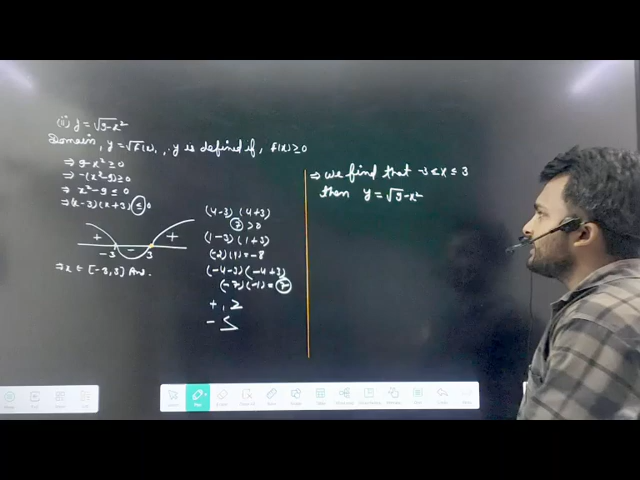 (ii) y = √9-x²
Domain, y = √f(x), ∴ y is defined if, f(x) ≥ 0
⇒ 9-x² ≥ 0
⇒ -(x²-9) ≥ 0
⇒ x²-9 ≤ 0
⇒ (x-3)(x+3) ≤ 0
+ - +
-3 3
⇒ x ∈ [-3,3] Ans.
(4-3) (4+3)
7 > 0
(1-3) (1+3)
(-2) (4) = -8
(-4-3) (-4+3)
(-7) (-1) = 7
+, ≥
- ≤
⇒ we find that -3 ≤ x ≤ 3
then y = √9-x²